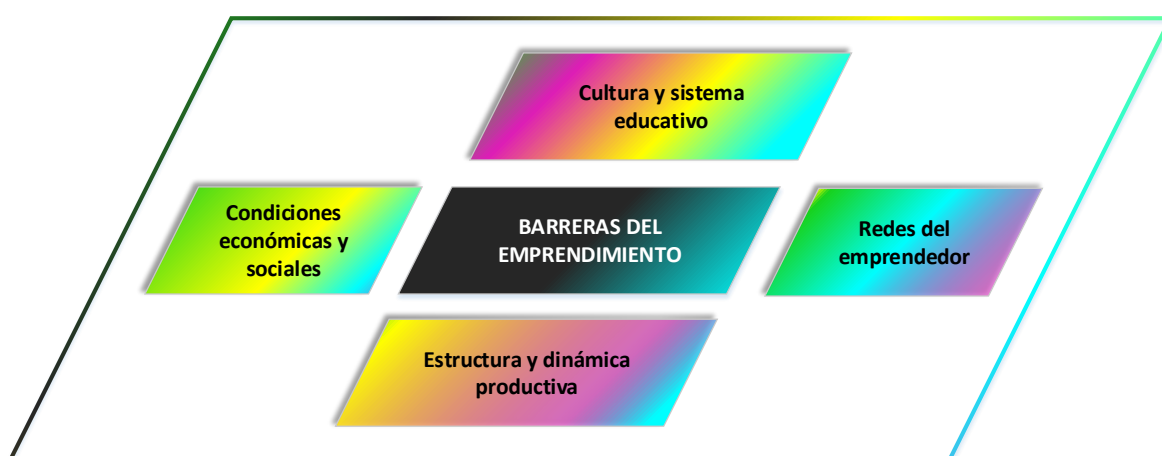 Cultura y sistema
educativo
Condiciones
económicas y
sociales
BARRERAS DEL
EMPRENDIMIENTO
Redes del
emprendedor
Estructura y dinámica
productiva